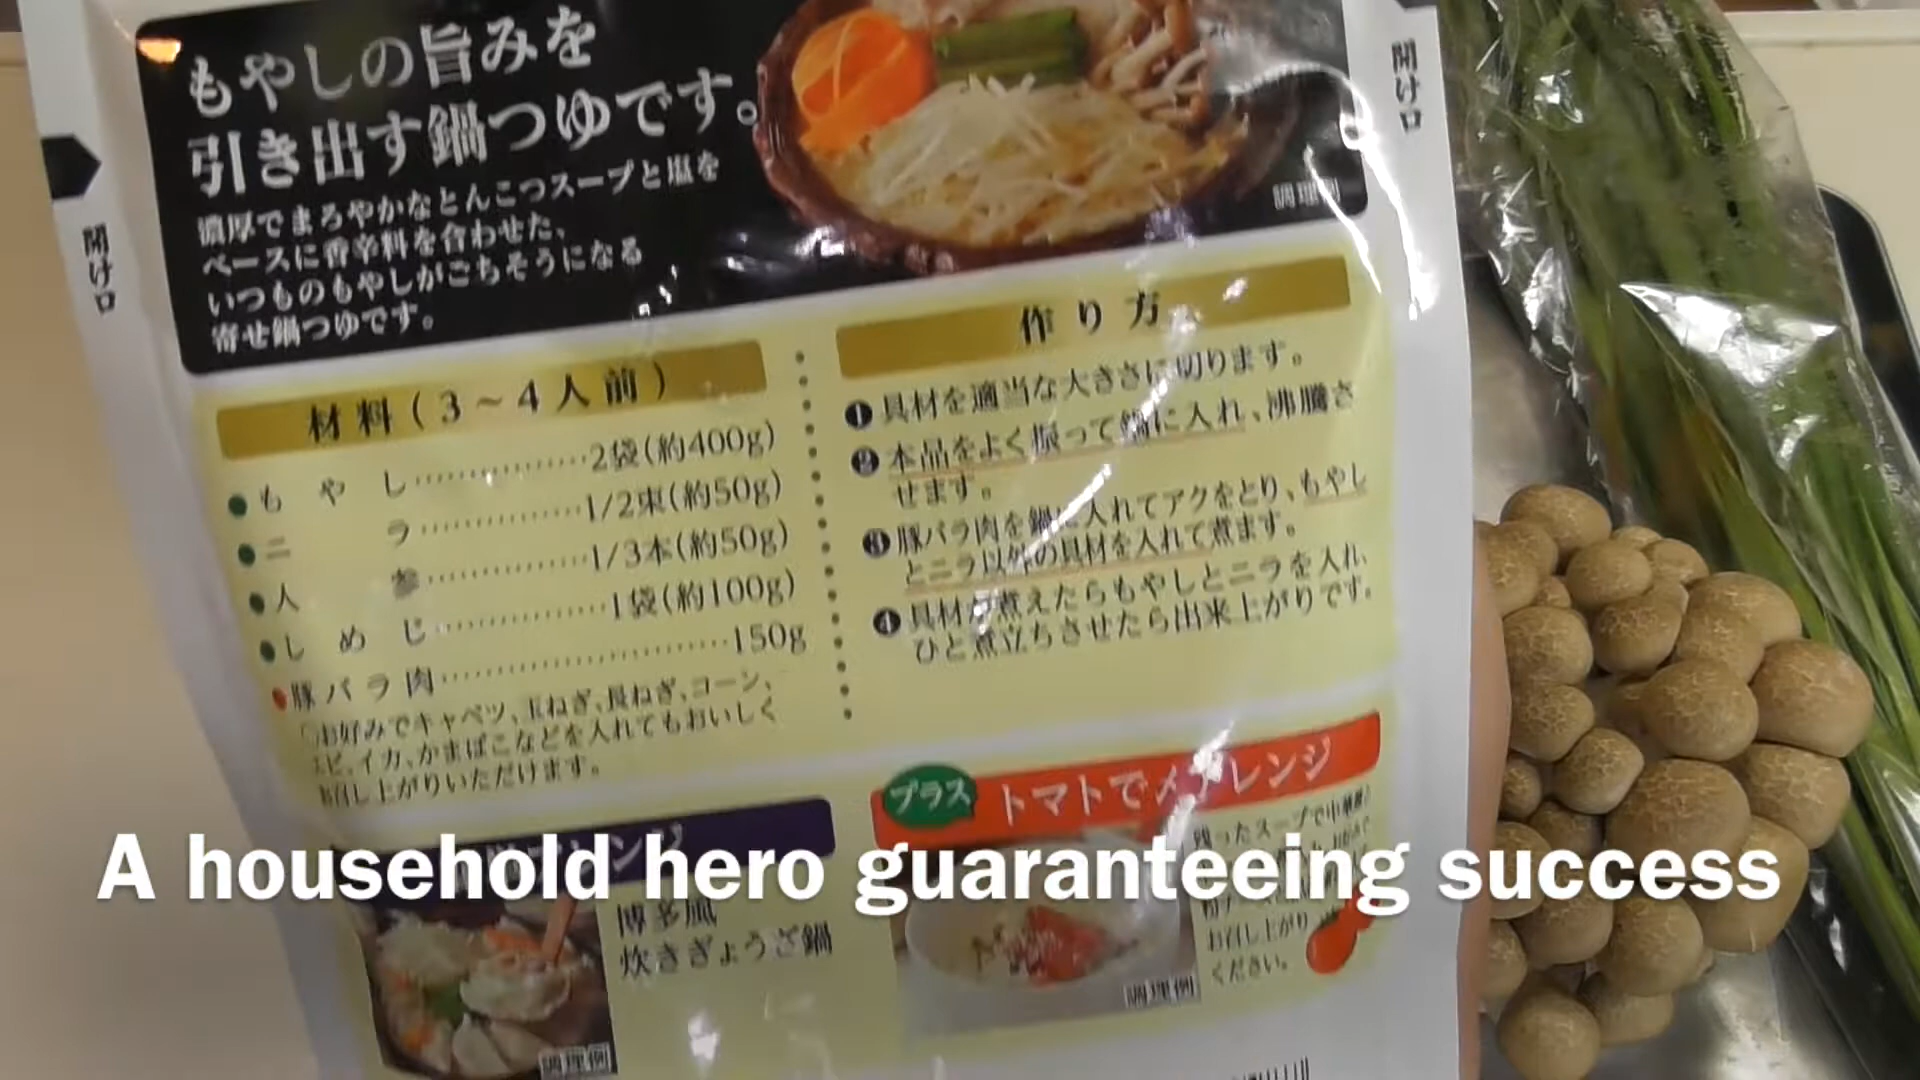 もやしの旨みを
引き出す鍋つゆです。
濃厚でまろやかなとんこつスープと塩を
ベースに香辛料を合わせた、
いつものもやしがごちそうになる
寄せ鍋つゆです。
調理例
開け口
開け口
材料(3~4人前)
もやし 2袋(約400g)
ニラ 1/2束(約50g)
人参 1/3本(約50g)
しめじ 1袋(約100g)
豚バラ肉 150g
お好みでキャベツ、玉ねぎ、長ねぎ、コーン、
エビ、イカ、かまぼこなどを入れてもおいしく
お召し上がりいただけます。
作り方
❶具材を適当な大きさに切ります。
❷本品をよく振って鍋に入れ、沸騰さ
せます。
❸豚バラ肉を鍋に入れてアクをとり、もやし
とニラ以外の具材を入れて煮ます。
❹具材が煮えたらもやしとニラを入れ
ひと煮立ちさせたら出来上がりです。
博多風
炊きぎょうざ鍋
調理例
プラス
トマトで〆アレンジ
残ったスープで中華麺
お召し上がり
ください。
調理例
A household hero guaranteeing success